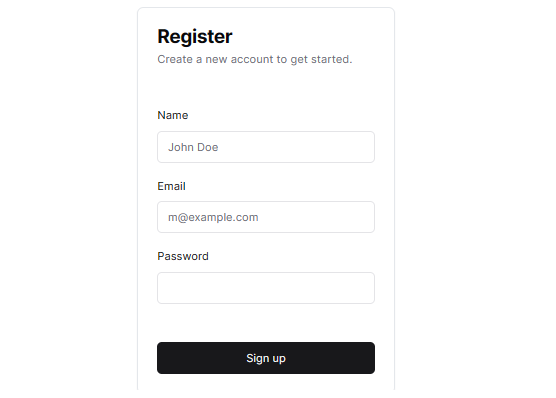 Register
Create a new account to get started.
Name
John Doe
Email
m@example.com
Password
Sign up